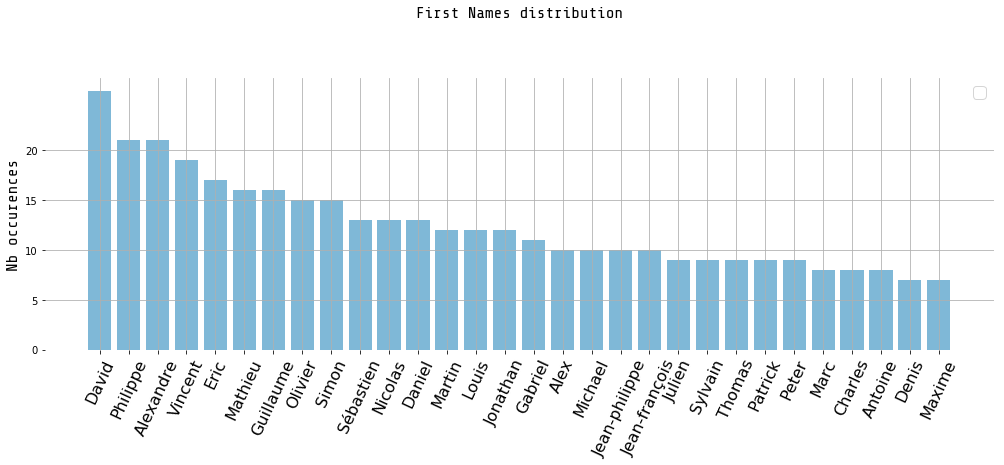 First Names distribution
Nb occurences
20
15
10
5
0
David
Philippe
Alexandre
Vincent
Eric
Mathieu
Guillaume
Olivier
Simon
Sébastien
Nicolas
Daniel
Martin
Louis
Jonathan
Gabriel
Alex
Michael
Jean-philippe
Jean-françois
Julien
Sylvain
Thomas
Patrick
Peter
Marc
Charles
Antoine
Denis
Maxime